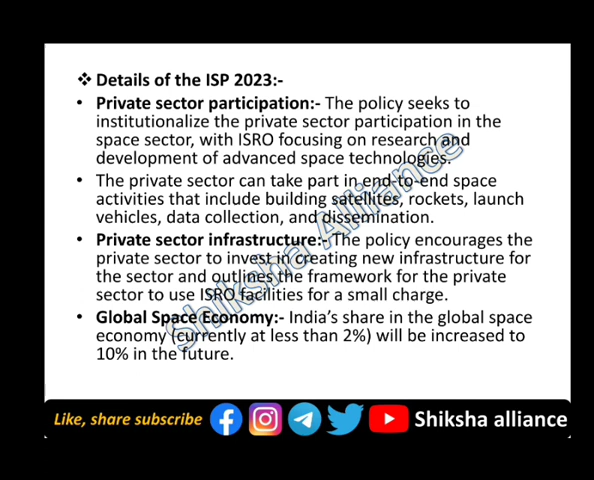 ❖ Details of the ISP 2023:-
• Private sector participation:- The policy seeks to
institutionalize the private sector participation in the
space sector, with ISRO focusing on research and
development of advanced space technologies.
• The private sector can take part in end-to-end space
activities that include building satellites, rockets, launch
vehicles, data collection, and dissemination.
• Private sector infrastructure:- The policy encourages the
private sector to invest in creating new infrastructure for
the sector and outlines the framework for the private
sector to use ISRO facilities for a small charge.
• Global Space Economy:- India's share in the global space
economy (currently at less than 2%) will be increased to
10% in the future.
Shiksha Alliance
Like, share subscribe Shiksha alliance